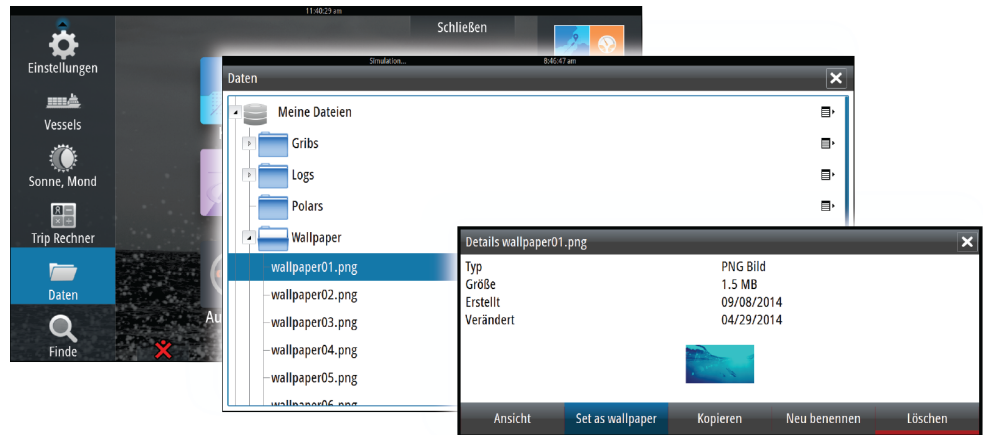 11:40:29 am
Schließen
Einstellungen
Vessels
Sonne, Mond
Trip Rechner
Daten
Finde
Au
Simulation...
8:46:47 am
Daten
Meine Dateien
Gribs
Logs
Polars
Wallpaper
wallpaper01.png
wallpaper02.png
wallpaper03.png
wallpaper04.png
wallpaper05.png
wallpaper06.png
Details wallpaper01.png
Typ PNG Bild
Größe 1.5 MB
Erstellt 09/08/2014
Verändert 04/29/2014
Ansicht Set as wallpaper Kopieren Neu benennen Löschen